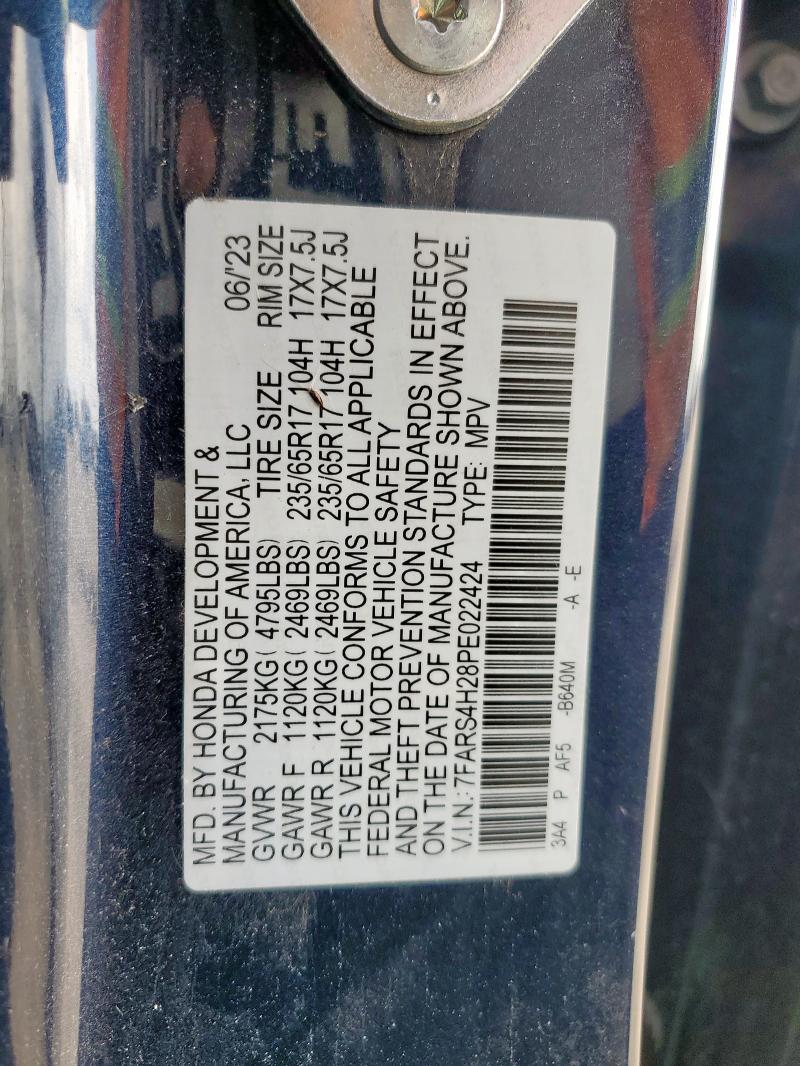 MFD. BY HONDA DEVELOPMENT &
MANUFACTURING OF AMERICA, LLC 06/'23
GVWR 2175KG( 4795LBS) TIRE SIZE RIM SIZE
GAWR F 1120KG( 2469LBS) 235/65R17 104H 17X7.5J
GAWR R 1120KG( 2469LBS) 235/65R17 104H 17X7.5J
THIS VEHICLE CONFORMS TO ALL APPLICABLE
FEDERAL MOTOR VEHICLE SAFETY
AND THEFT PREVENTION STANDARDS IN EFFECT
ON THE DATE OF MANUFACTURE SHOWN ABOVE.
V.I.N.: 7FARS4H28PE022424 TYPE: MPV
3A4 P AF5 -B640M -A -E